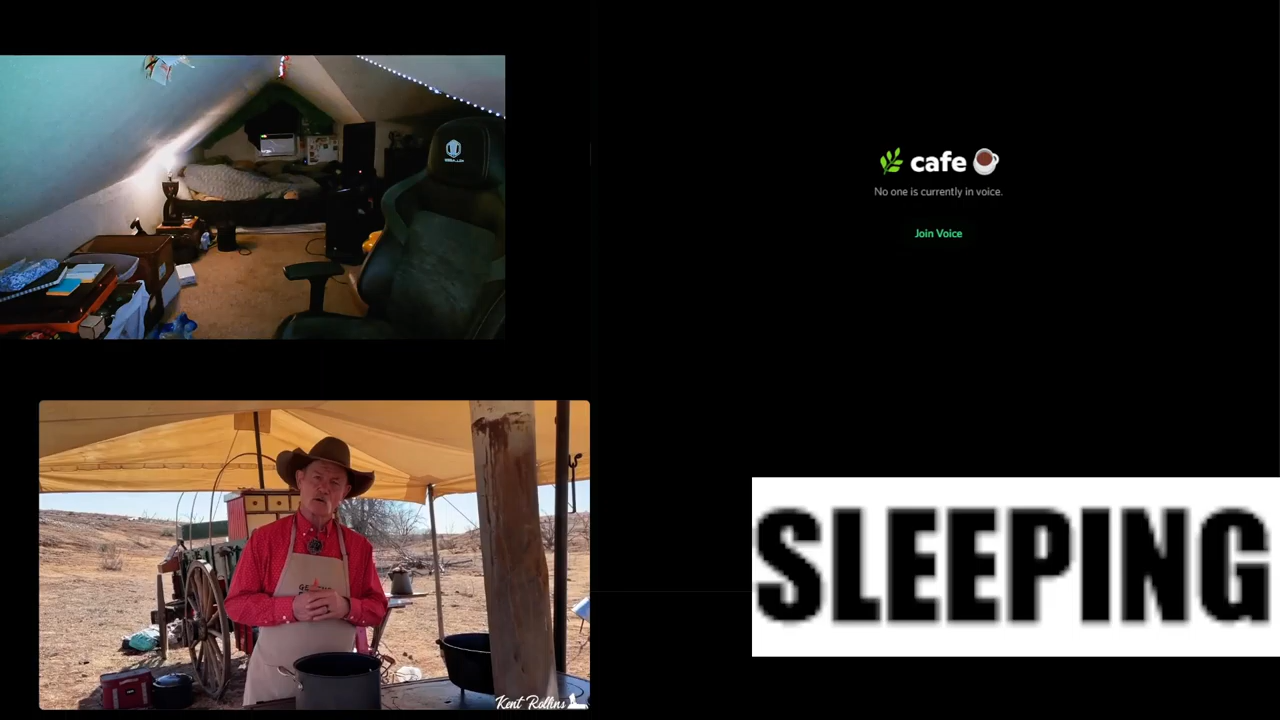 🌿 cafe ☕
No one is currently in voice.
Join Voice
SLEEPING
Kent Rollins